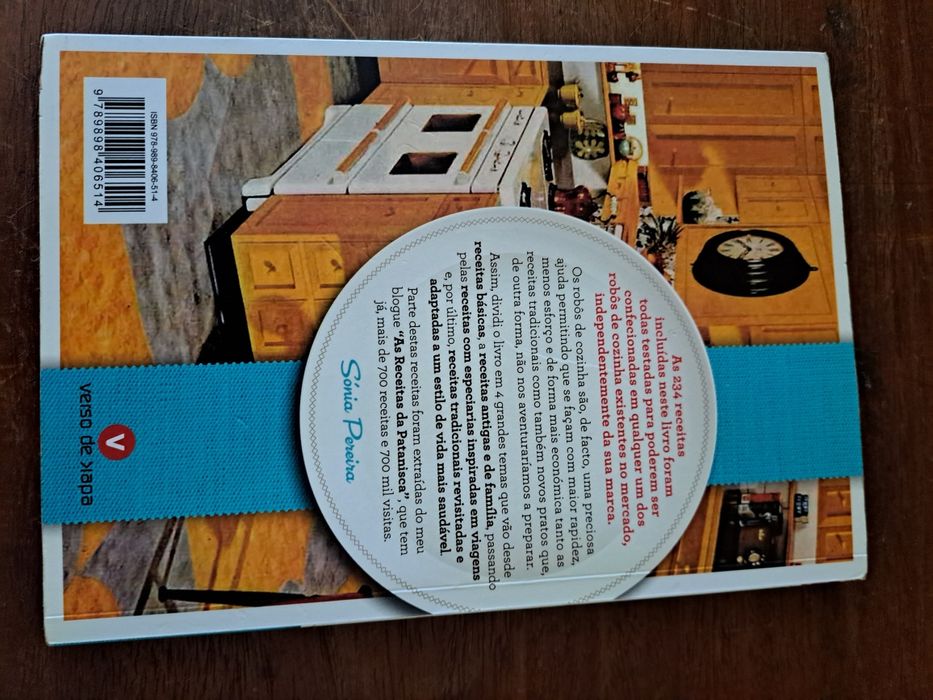 As 234 receitas
incluídas neste livro foram
todas testadas para poderem ser
confecionadas em qualquer um dos
robôs de cozinha existentes no mercado,
independentemente da sua marca.
Os robôs de cozinha são, de facto, uma preciosa
ajuda permitindo que se façam com maior rapidez,
menos esforço e de forma mais económica tanto as
receitas tradicionais como também novos pratos que,
de outra forma, não nos aventuraríamos a preparar.
Assim, dividi o livro em 4 grandes temas que vão desde
receitas básicas, a receitas antigas e de família, passando
pelas receitas com especiarias inspiradas em viagens
e, por último, receitas tradicionais revisitadas e
adaptadas a um estilo de vida mais saudável.
Parte destas receitas foram extraídas do meu
blogue "As Receitas da Patanisca", que tem
já, mais de 700 receitas e 700 mil visitas.
Sónia Pereira
V
verso de kapa
ISBN 978-989-8406-51-4
9 789898 406514